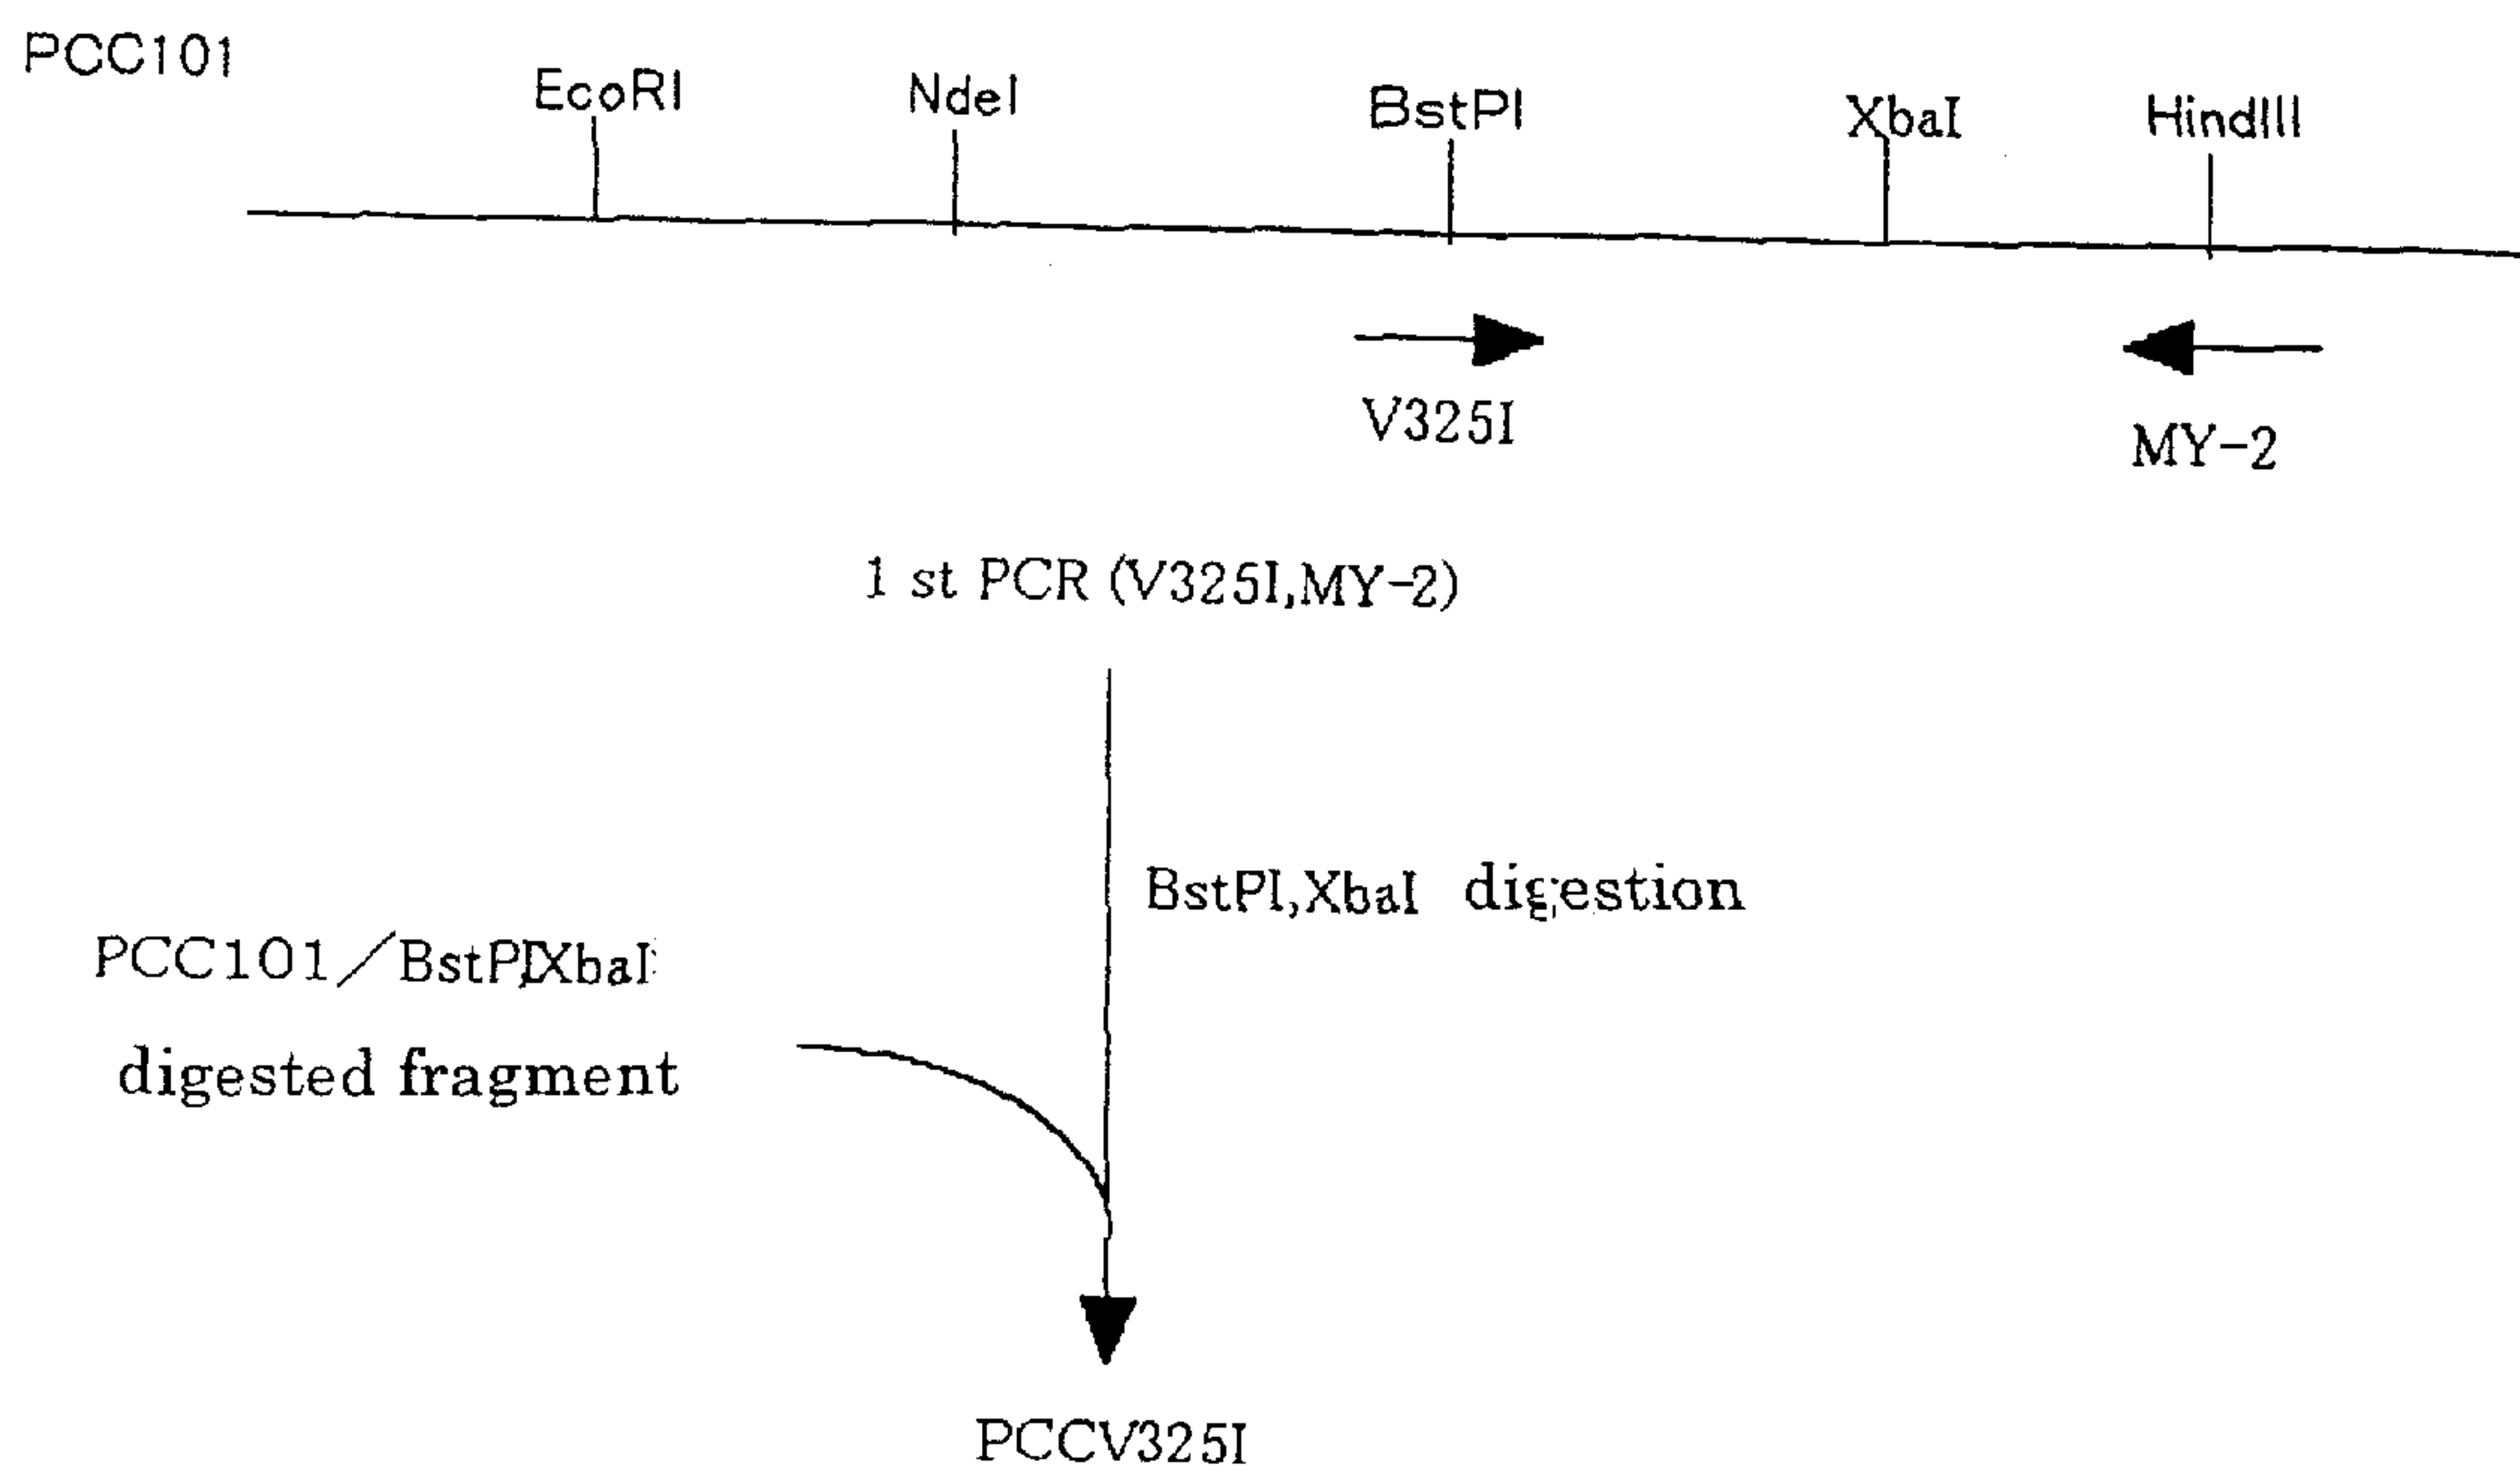 PCC101
EcoRI
NdeI
BstPI
XbaI
HindIII
V325I
MY-2
1 st PCR (V325I,MY-2)
BstPI,XbaI digestion
PCC101/BstPI,XbaI
digested fragment
PCCV325I